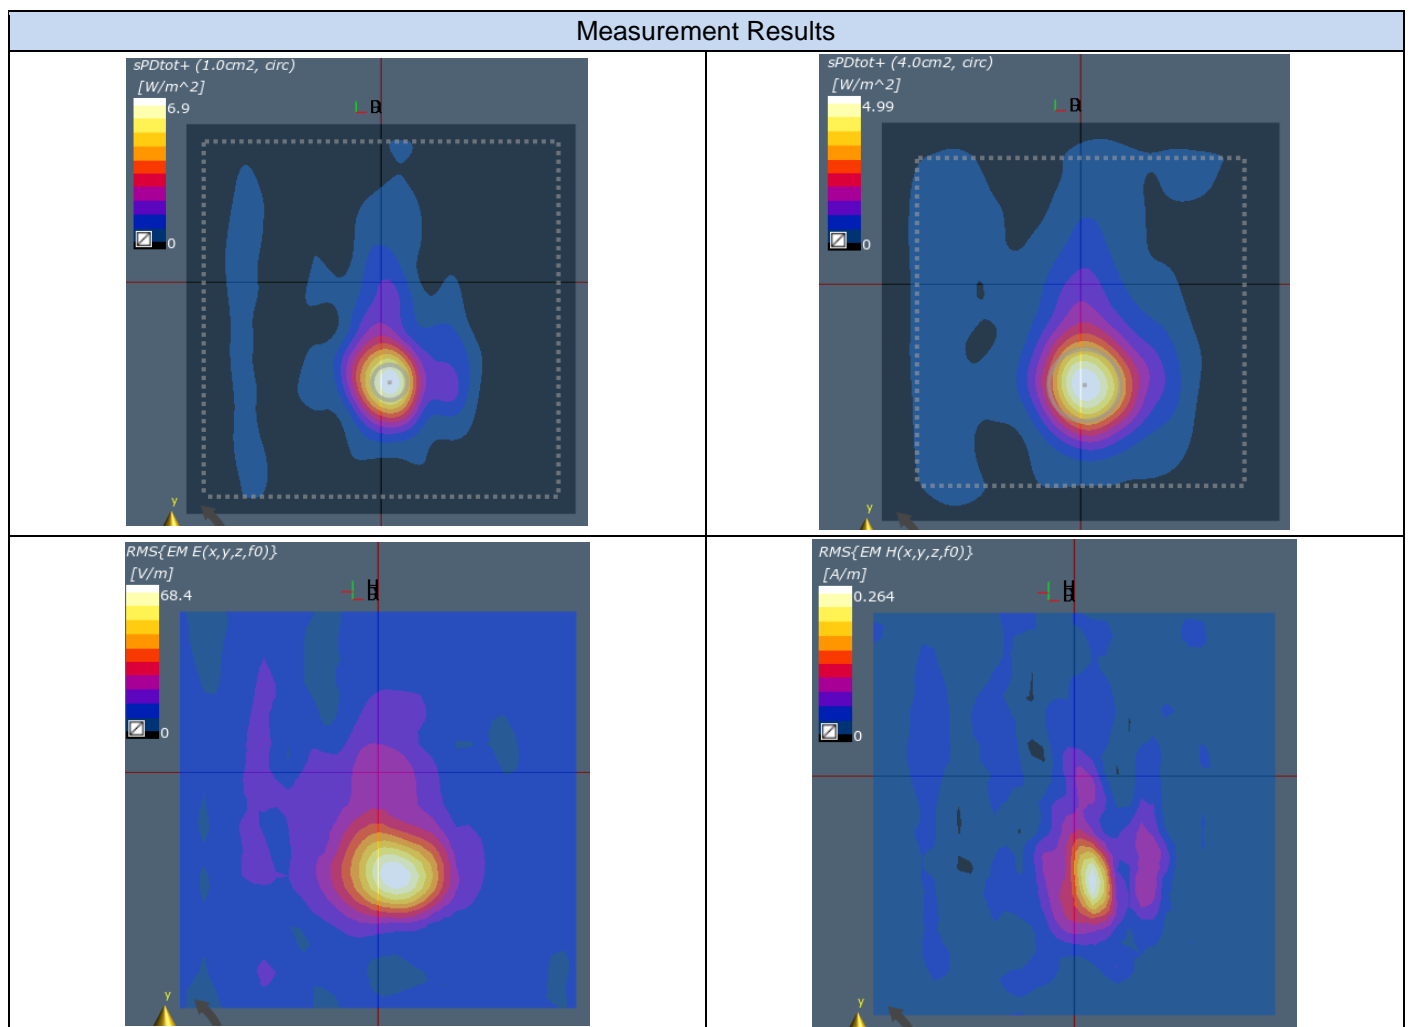 Measurement Results
sPDtot+ (1.0cm2, circ)
[W/m^2]
6.9
0
y
sPDtot+ (4.0cm2, circ)
[W/m^2]
4.99
0
y
RMS{EM E(x,y,z,f0)}
[V/m]
68.4
0
y
RMS{EM H(x,y,z,f0)}
[A/m]
0.264
0
y